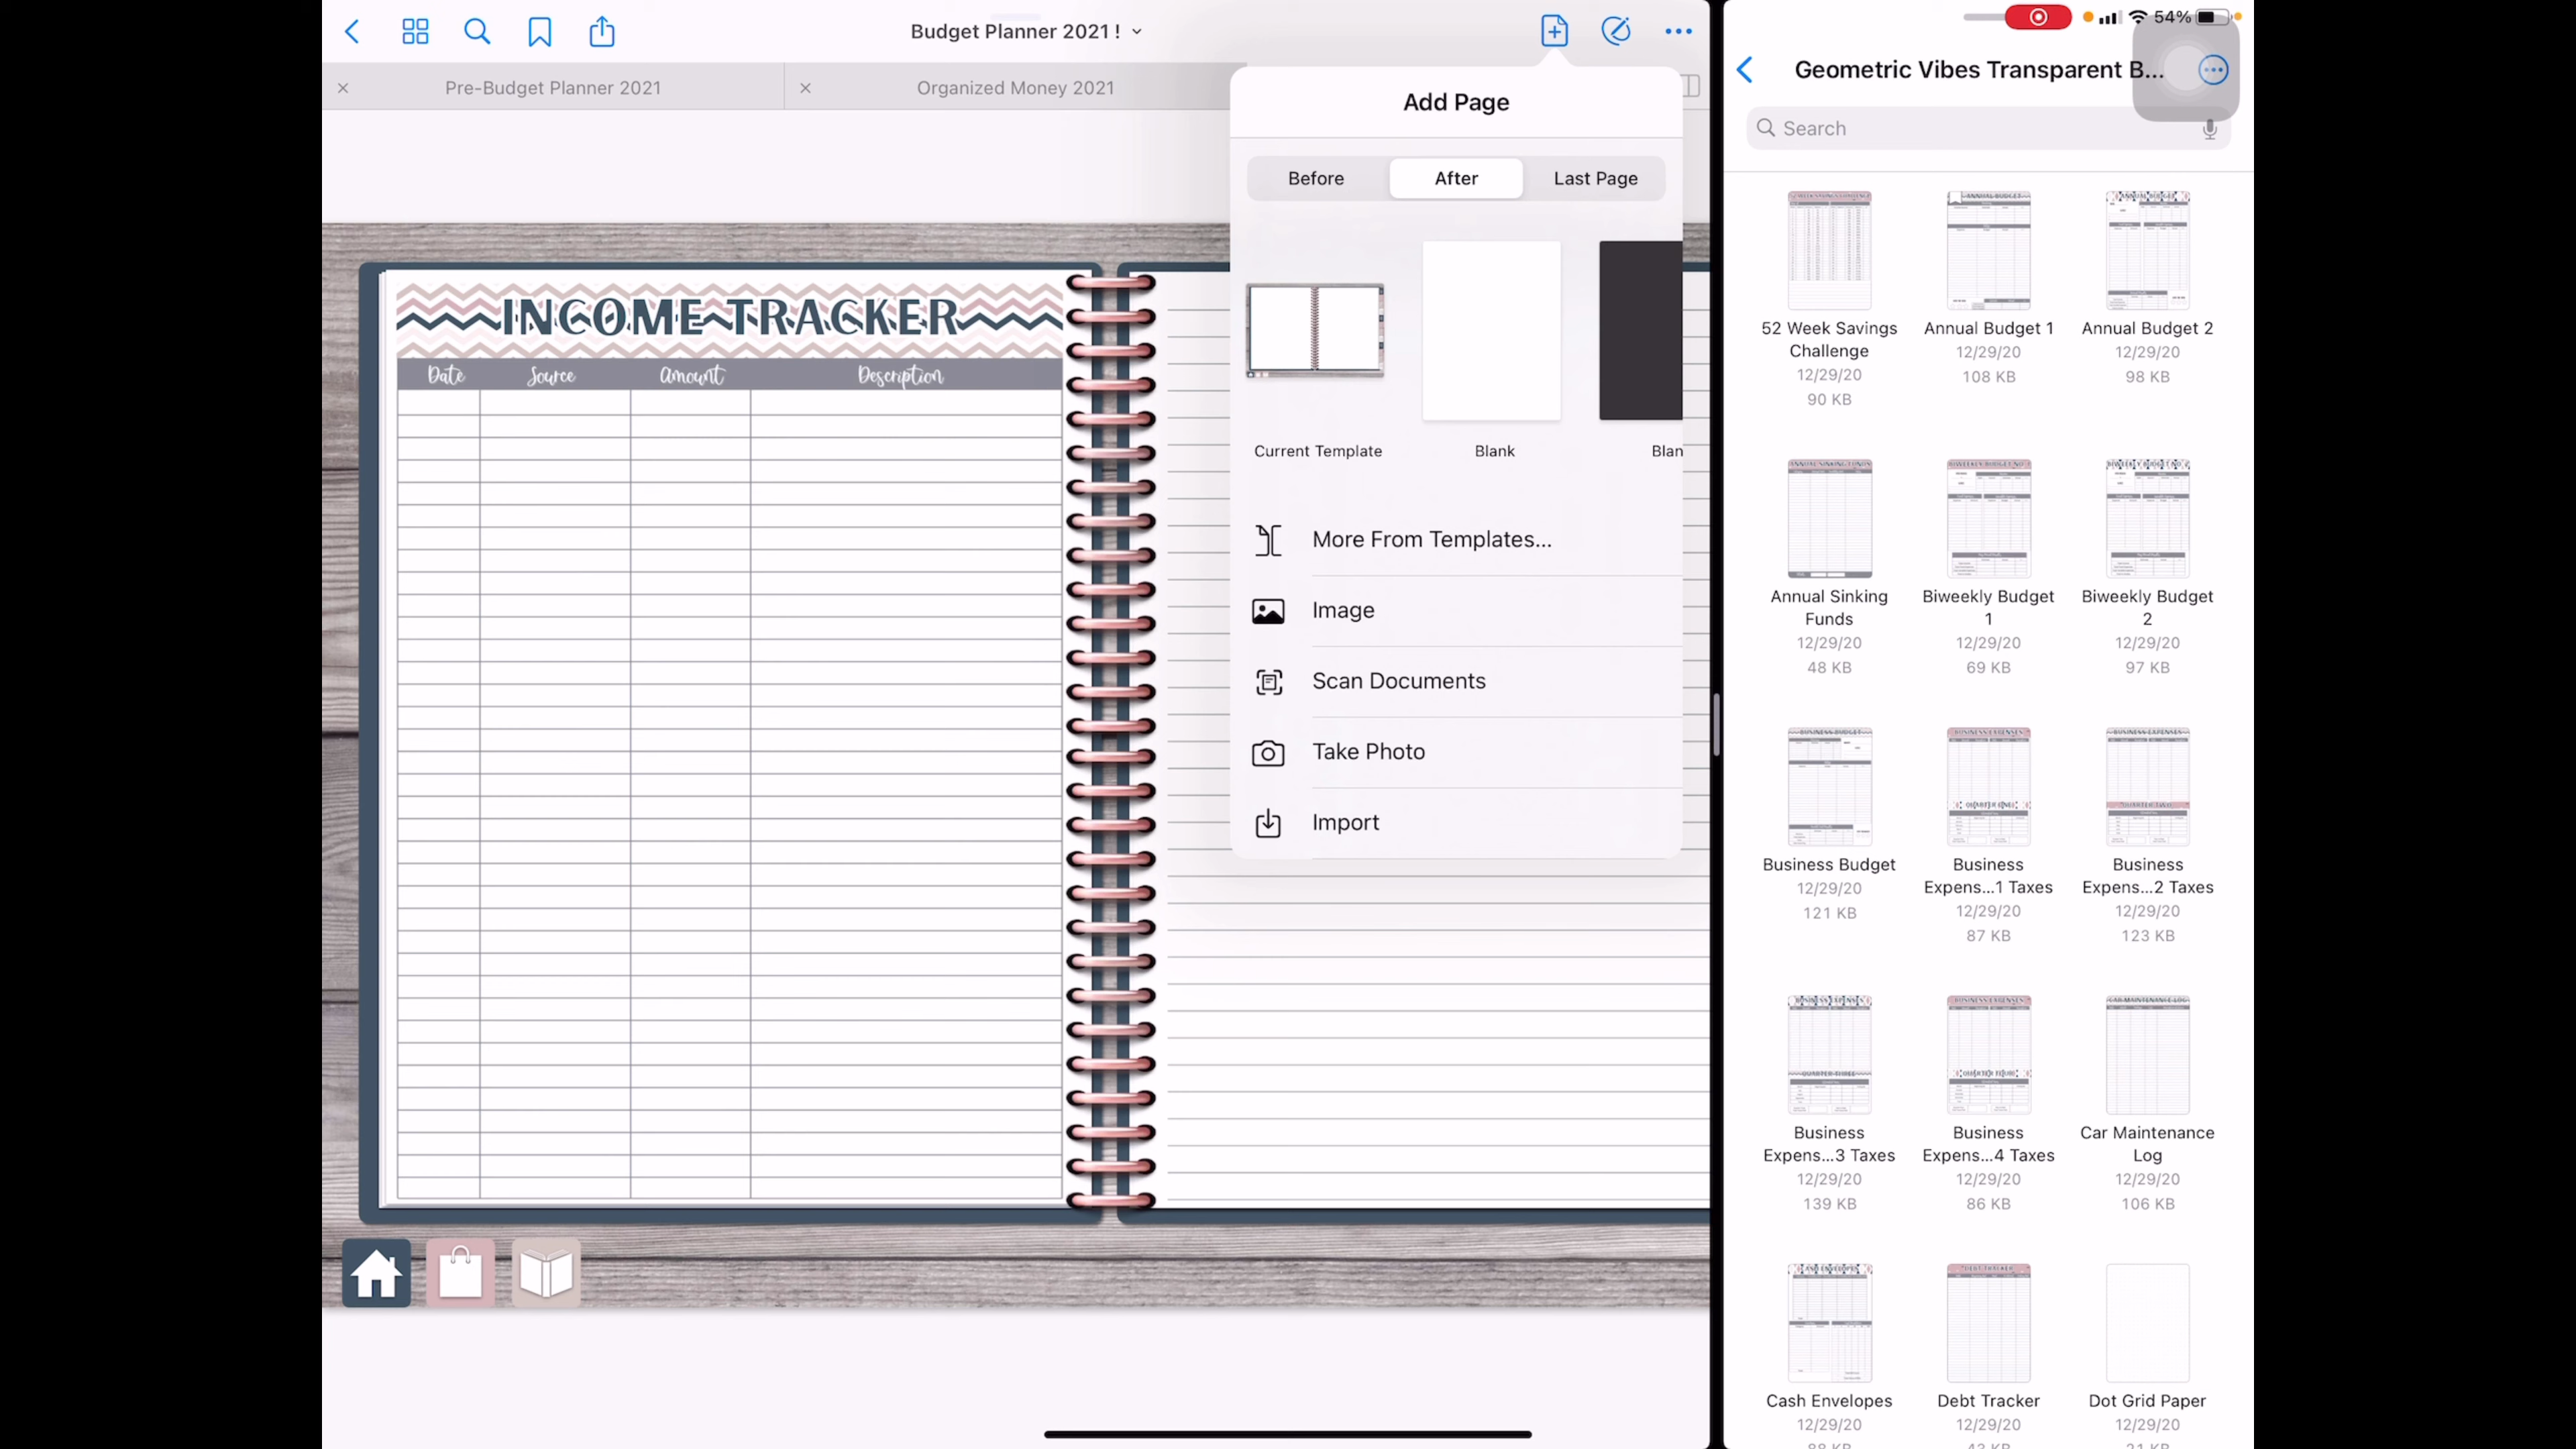 Budget Planner 2021 !
Pre-Budget Planner 2021
Organized Money 2021
INCOME TRACKER
Date Source Amount Description
Add Page
Before After Last Page
Current Template Blank Blan
More From Templates...
Image
Scan Documents
Take Photo
Import
54%
Geometric Vibes Transparent B...
Search
52 Week Savings Challenge
12/29/20
90 KB
Annual Budget 1
12/29/20
108 KB
Annual Budget 2
12/29/20
98 KB
Annual Sinking Funds
12/29/20
48 KB
Biweekly Budget 1
12/29/20
69 KB
Biweekly Budget 2
12/29/20
97 KB
Business Budget
12/29/20
121 KB
Business Expens...1 Taxes
12/29/20
87 KB
Business Expens...2 Taxes
12/29/20
123 KB
Business Expens...3 Taxes
12/29/20
139 KB
Business Expens...4 Taxes
12/29/20
86 KB
Car Maintenance Log
12/29/20
106 KB
Cash Envelopes
12/29/20
Debt Tracker
12/29/20
Dot Grid Paper
12/29/20